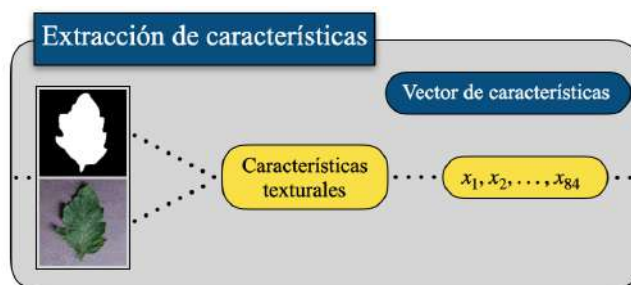 Extracción de características
Vector de características
Características
texturales
x₁, x₂, . . . , x₈₄